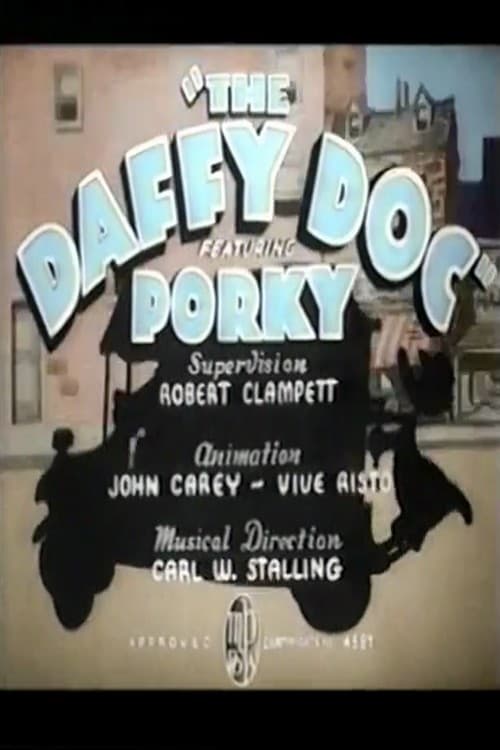 "THE
DAFFY DOC"
FEATURING
PORKY
Supervision
ROBERT CLAMPETT
Animation
JOHN CAREY - VIVE RISTO
Musical Direction
CARL W. STALLING
APPROVED